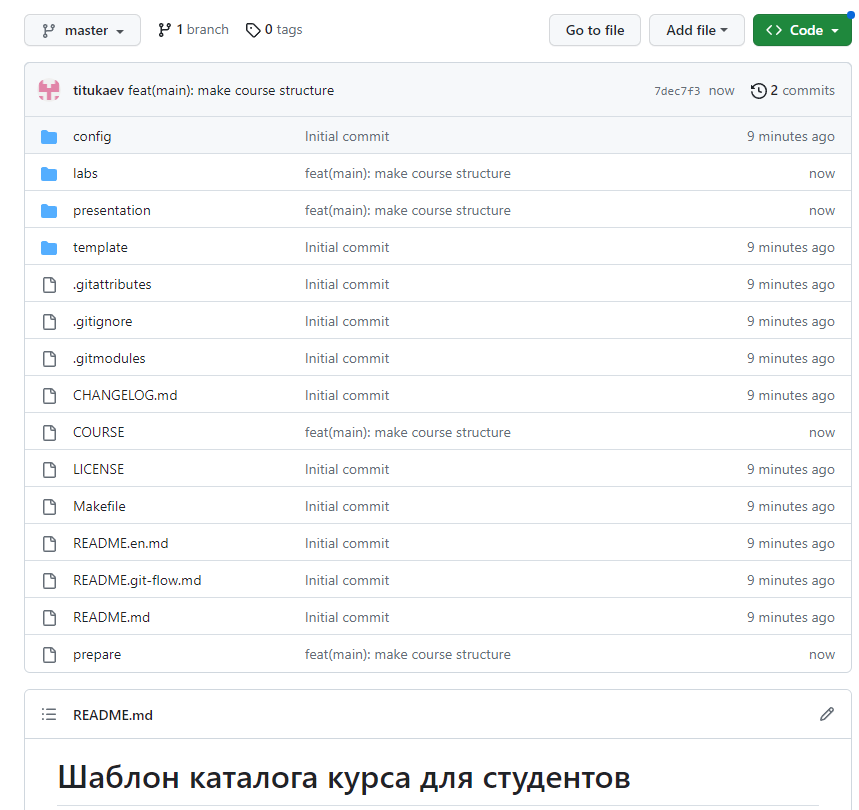 master 1 branch 0 tags Go to file Add file Code
titukaev feat(main): make course structure 7dec7f3 now 2 commits
config Initial commit 9 minutes ago
labs feat(main): make course structure now
presentation feat(main): make course structure now
template Initial commit 9 minutes ago
.gitattributes Initial commit 9 minutes ago
.gitignore Initial commit 9 minutes ago
.gitmodules Initial commit 9 minutes ago
CHANGELOG.md Initial commit 9 minutes ago
COURSE feat(main): make course structure now
LICENSE Initial commit 9 minutes ago
Makefile Initial commit 9 minutes ago
README.en.md Initial commit 9 minutes ago
README.git-flow.md Initial commit 9 minutes ago
README.md Initial commit 9 minutes ago
prepare feat(main): make course structure now
README.md
Шаблон каталога курса для студентов